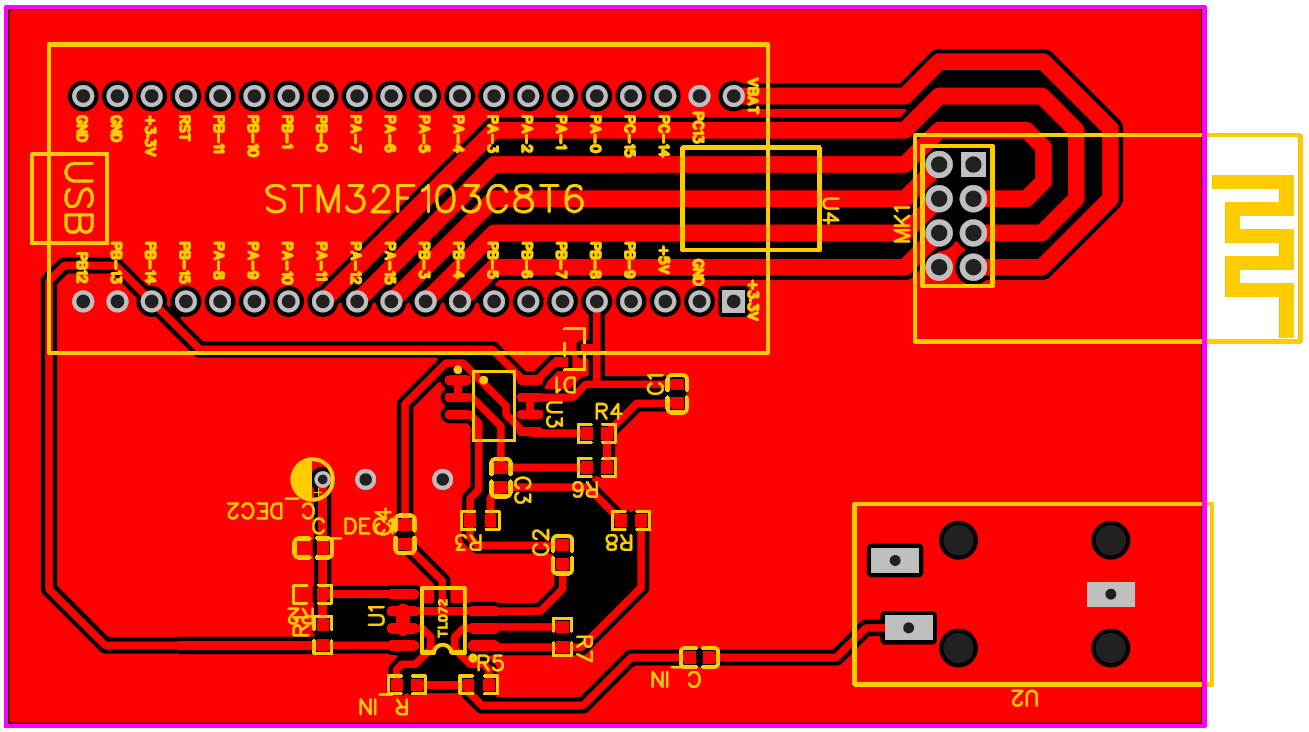 VBAT
GND
GND
+3.3V
RST
PB-11
PB-10
PB-1
PB-0
PA-7
PA-6
PA-5
PA-4
PA-3
PA-2
PA-1
PA-0
PC-15
PC-14
PC13
USB
STM32F103C8T6
U4
MK1
PB12
PB-13
PB-14
PB-15
PA-8
PA-9
PA-10
PA-11
PA-12
PA-15
PB-3
PB-4
PB-5
PB-6
PB-7
PB-8
PB-9
+5V
GND
+3.3V
D1
C1
U3
R4
C3
R6
C_DEC2
C_DEC1
C4
R3
C2
R8
R2
R1
U1
TL072
R7
R5
C_IN
R_IN
U2